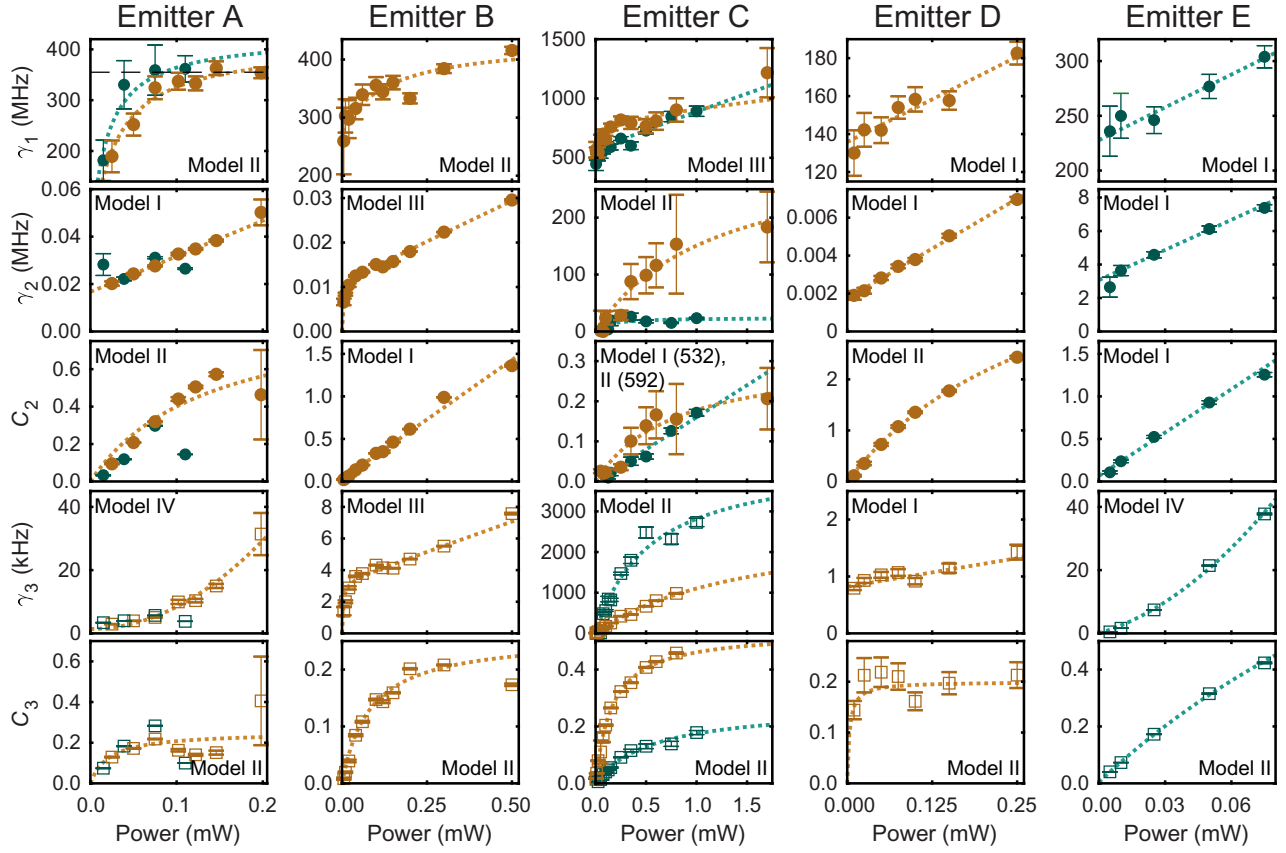 Emitter A Emitter B Emitter C Emitter D Emitter E
γ1 (MHz)
400
300
200
Model II
400
300
200
Model II
1500
1000
500
Model III
180
160
140
120
Model I
300
250
200
Model I
γ2 (MHz)
0.06
0.04
0.02
0.00
Model I
0.03
0.02
0.01
0.00
Model III
200
100
0
Model II
0.006
0.004
0.002
0.000
Model I
8
6
4
2
0
Model I
C2
0.6
0.4
0.2
0.0
Model II
1.5
1.0
0.5
0.0
Model I
0.3
0.2
0.1
0.0
Model I (532),
II (592)
2
1
0
Model II
1.5
1.0
0.5
0.0
Model I
γ3 (kHz)
40
20
0
Model IV
8
6
4
2
0
Model III
3000
2000
1000
0
Model II
2
1
0
Model I
40
20
0
Model IV
C3
0.6
0.4
0.2
0.0
Model II
0.2
0.1
0.0
Model II
0.4
0.2
0.0
Model II
0.2
0.1
0.0
Model II
0.4
0.2
0.0
Model II
0.0 0.1 0.2
0.00 0.25 0.50
0.0 0.5 1.0 1.5
0.000 0.125 0.25
0.00 0.03 0.06
Power (mW) Power (mW) Power (mW) Power (mW) Power (mW)